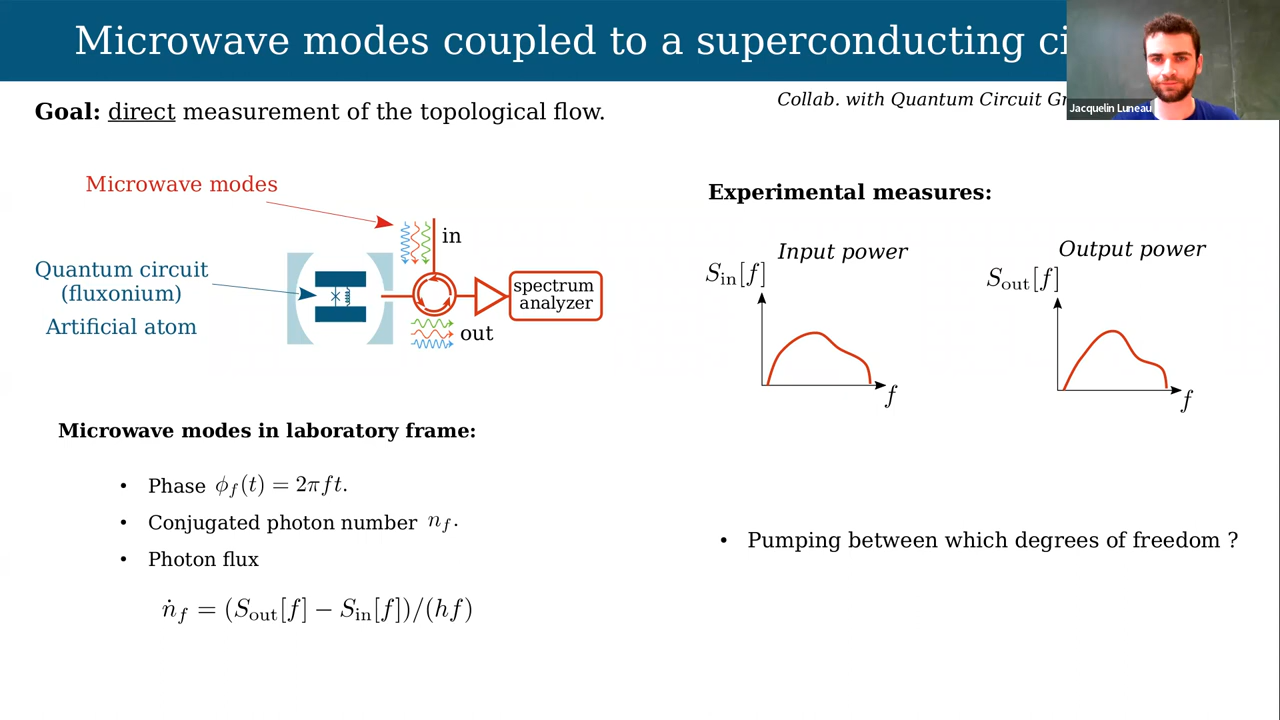 Microwave modes coupled to a superconducting
Collab. with Quantum Circuit
Jacquelin Luneau
Goal: direct measurement of the topological flow.
Microwave modes
in
Quantum circuit
(fluxonium)
Artificial atom
spectrum
analyzer
out
Experimental measures:
Input power
S_in[f]
f
Output power
S_out[f]
f
Microwave modes in laboratory frame:
• Phase ϕ_f(t) = 2πft.
• Conjugated photon number n_f.
• Photon flux
ṅ_f = (S_out[f] − S_in[f])/(hf)
• Pumping between which degrees of freedom ?